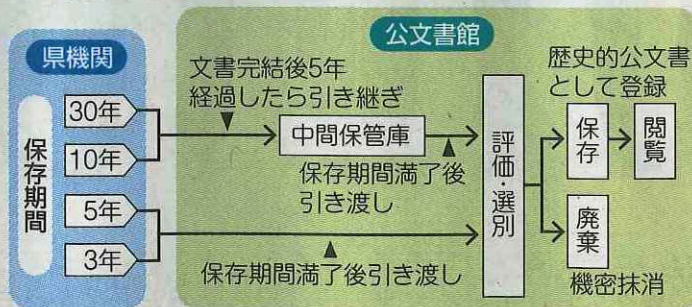 県機関
公文書館
保存期間
30年
10年
5年
3年
文書完結後5年
経過したら引き継ぎ
中間保管庫
保存期間満了後
引き渡し
保存期間満了後引き渡し
評価・選別
歴史的公文書
として登録
保存
閲覧
廃棄
機密抹消